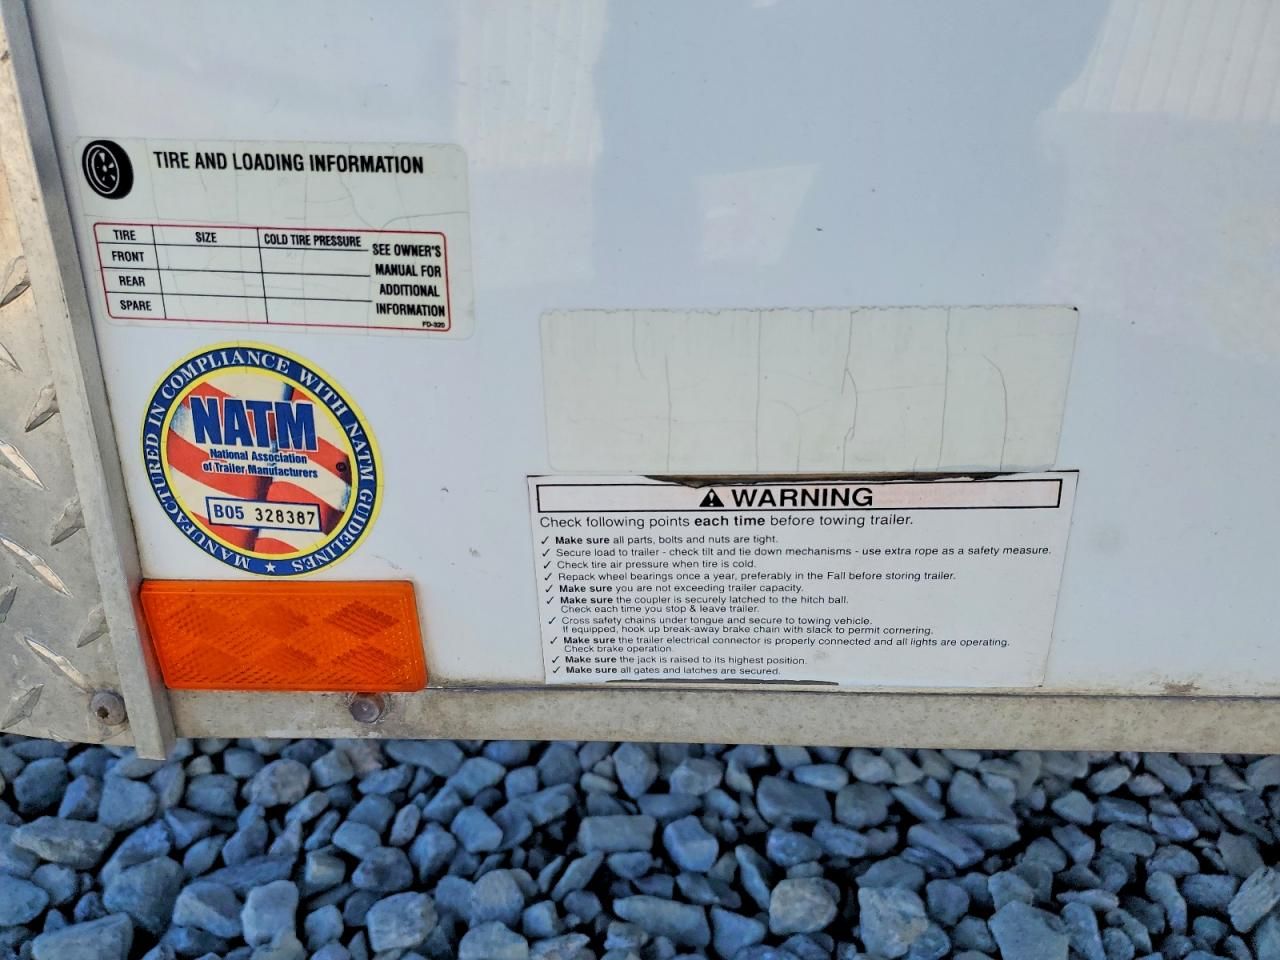 TIRE AND LOADING INFORMATION
TIRE SIZE COLD TIRE PRESSURE
FRONT
REAR
SPARE
SEE OWNER'S
MANUAL FOR
ADDITIONAL
INFORMATION
FD-320
MANUFACTURED IN COMPLIANCE WITH NATM GUIDELINES
NATM
National Association
of Trailer Manufacturers
B05 328387
WARNING
Check following points each time before towing trailer.
✓ Make sure all parts, bolts and nuts are tight.
✓ Secure load to trailer - check tilt and tie down mechanisms - use extra rope as a safety measure.
✓ Check tire air pressure when tire is cold.
✓ Repack wheel bearings once a year, preferably in the Fall before storing trailer.
✓ Make sure you are not exceeding trailer capacity.
✓ Make sure the coupler is securely latched to the hitch ball.
Check each time you stop & leave trailer.
✓ Cross safety chains under tongue and secure to towing vehicle.
If equipped, hook up break-away brake chain with slack to permit cornering.
✓ Make sure the trailer electrical connector is properly connected and all lights are operating.
Check brake operation.
✓ Make sure the jack is raised to its highest position.
✓ Make sure all gates and latches are secured.